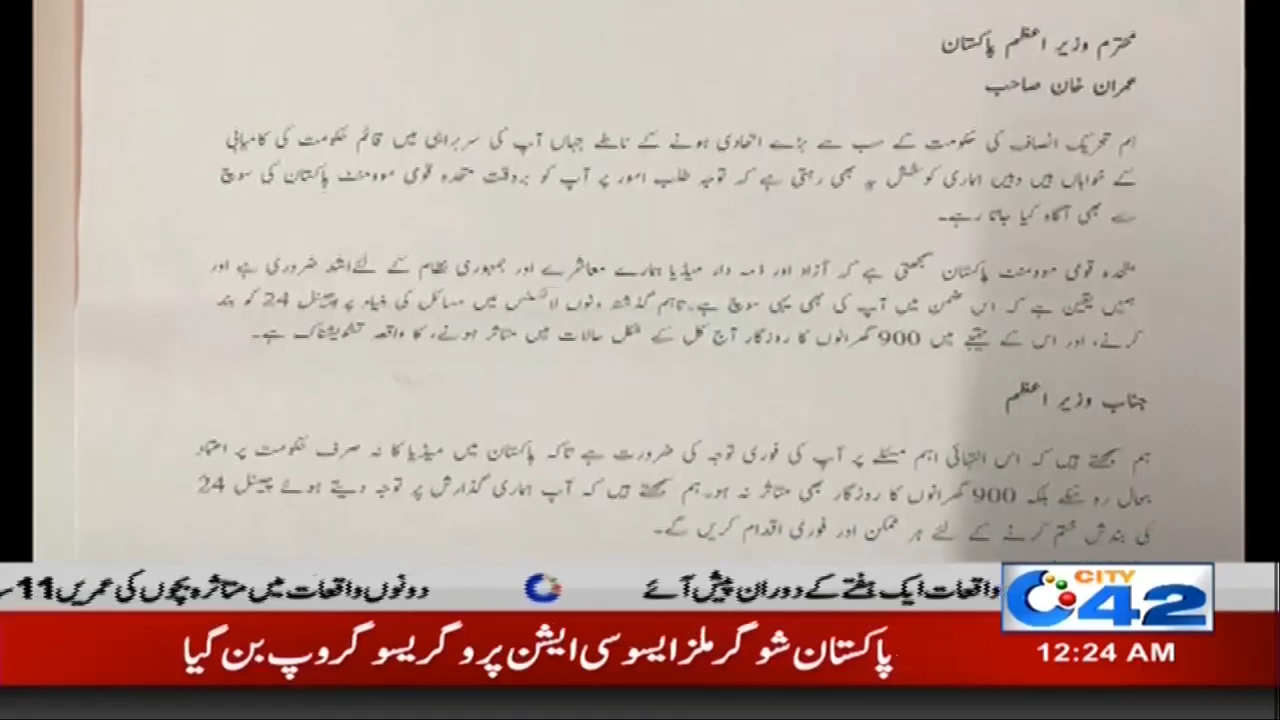 محترم وزیر اعظم پاکستان
عمران خان صاحب
ہم تحریک انصاف کی حکومت کے سب سے بڑے اتحادی ہونے کے ناطے جہاں آپ کی سربراہی میں قائم حکومت کی کامیابی
کے خواہاں ہیں وہیں ہماری کوشش یہ بھی رہتی ہے کہ توجہ طلب امور پر آپ کو بروقت متحدہ قومی موومنٹ پاکستان کی سوچ
سے بھی آگاہ کیا جاتا رہے۔
متحدہ قومی موومنٹ پاکستان سمجھتی ہے کہ آزاد اور ذمہ دار میڈیا ہمارے معاشرے اور جمہوری نظام کے لئے اشد ضروری ہے اور
ہمیں یقین ہے کہ اس ضمن میں آپ کی بھی یہی سوچ ہے۔ تاہم گذشتہ دنوں لائسنس میں مسائل کی بنیاد پر چینل 24 کو بند
کرنے، اور اس کے نتیجے میں 900 گھرانوں کا روزگار آج کل کے مشکل حالات میں متاثر ہونے، کا واقعہ تشویشناک ہے۔
جناب وزیر اعظم
ہم سمجھتے ہیں کہ اس انتہائی اہم مسئلے پر آپ کی فوری توجہ کی ضرورت ہے تاکہ پاکستان میں میڈیا کا نہ صرف حکومت پر اعتماد
بحال رہ سکے بلکہ 900 گھرانوں کا روزگار بھی متاثر نہ ہو۔ ہم سمجھتے ہیں کہ آپ ہماری گذارش پر توجہ دیتے ہوئے چینل 24
کی بندش ختم کرنے کے لئے ہر ممکن اور فوری اقدام کریں گے۔
واقعات ایک ہفتے کے دوران پیش آئے
دونوں واقعات میں متاثرہ بچوں کی عمریں 11
CITY 42
پاکستان شوگر ملز ایسوسی ایشن پروگریسو گروپ بن گیا
12:24 AM